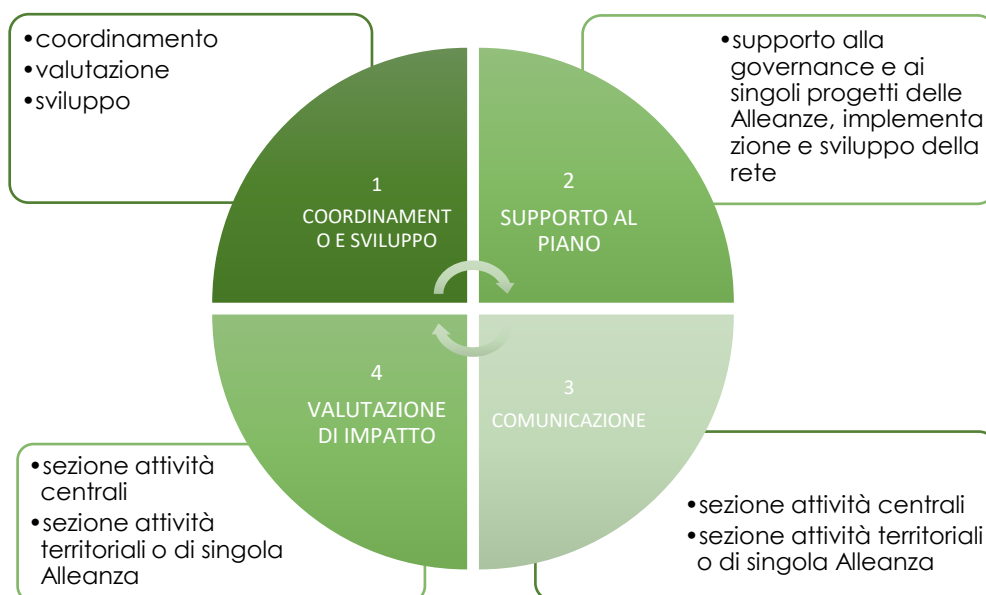 •coordinamento
•valutazione
•sviluppo
•supporto alla
governance e ai
singoli progetti delle
Alleanze, implementa
zione e sviluppo della
rete
1
COORDINAMENT
O E SVILUPPO
2
SUPPORTO AL
PIANO
4
VALUTAZIONE
DI IMPATTO
3
COMUNICAZIONE
•sezione attività
centrali
•sezione attività
territoriali o di singola
Alleanza
•sezione attività centrali
•sezione attività territoriali
o di singola Alleanza